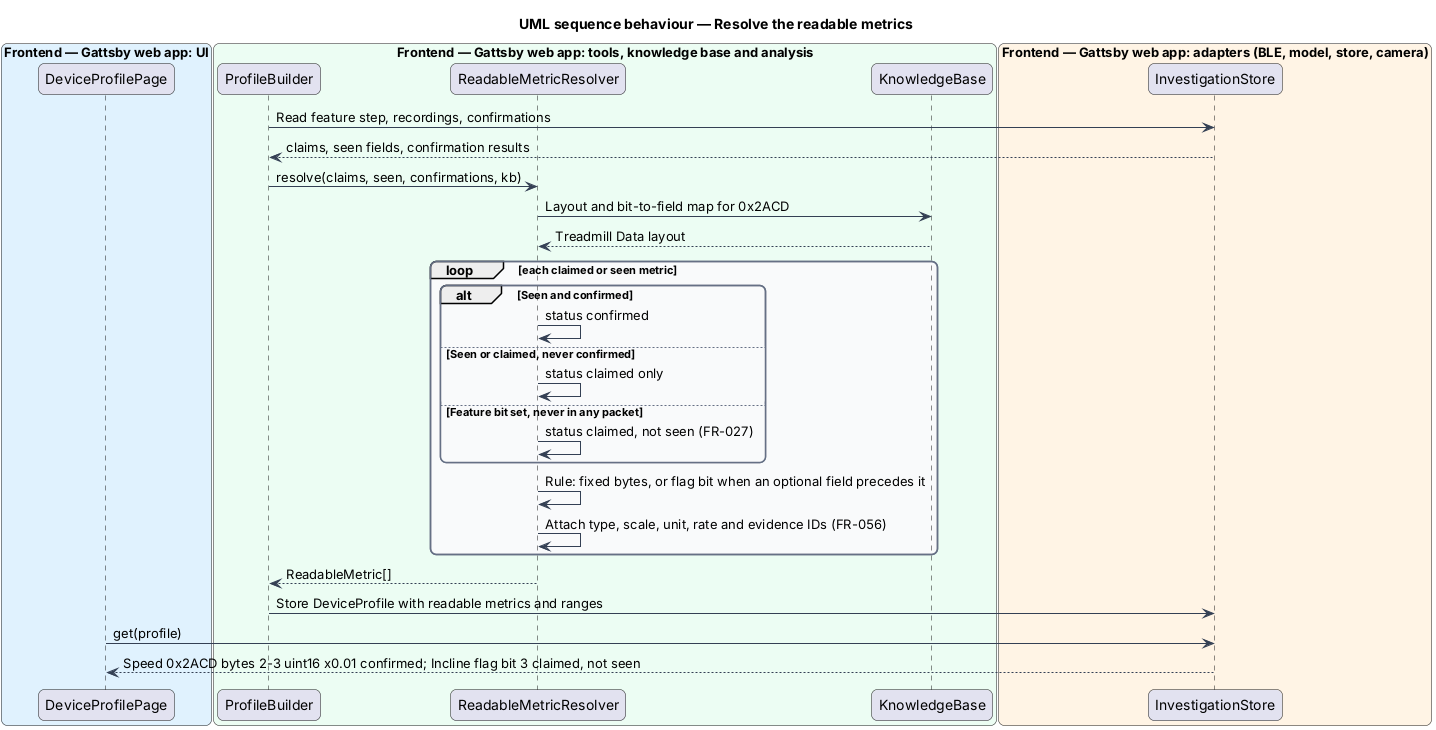 UML sequence behaviour — Resolve the readable metrics
Frontend — Gattsby web app: UI
Frontend — Gattsby web app: tools, knowledge base and analysis
Frontend — Gattsby web app: adapters (BLE, model, store, camera)
DeviceProfilePage
ProfileBuilder
ReadableMetricResolver
KnowledgeBase
InvestigationStore
Read feature step, recordings, confirmations
claims, seen fields, confirmation results
resolve(claims, seen, confirmations, kb)
Layout and bit-to-field map for 0x2ACD
Treadmill Data layout
loop
[each claimed or seen metric]
alt
[Seen and confirmed]
status confirmed
[Seen or claimed, never confirmed]
status claimed only
[Feature bit set, never in any packet]
status claimed, not seen (FR-027)
Rule: fixed bytes, or flag bit when an optional field precedes it
Attach type, scale, unit, rate and evidence IDs (FR-056)
ReadableMetric[]
Store DeviceProfile with readable metrics and ranges
get(profile)
Speed 0x2ACD bytes 2-3 uint16 x0.01 confirmed; Incline flag bit 3 claimed, not seen
DeviceProfilePage
ProfileBuilder
ReadableMetricResolver
KnowledgeBase
InvestigationStore